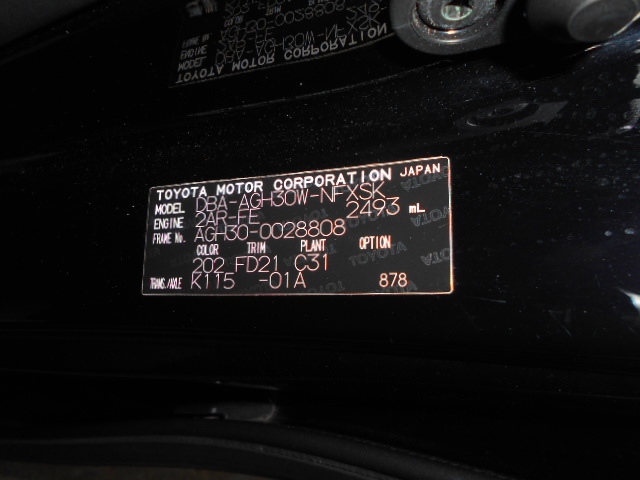 TOYOTA MOTOR CORPORATION JAPAN
MODEL DBA-AGH30W-NFXSK
ENGINE 2AR-FE 2493 mL
FRAME No. AGH30-0028808
COLOR TRIM PLANT OPTION
202 FD21 C31
TRANS./AXLE K115 -01A 878